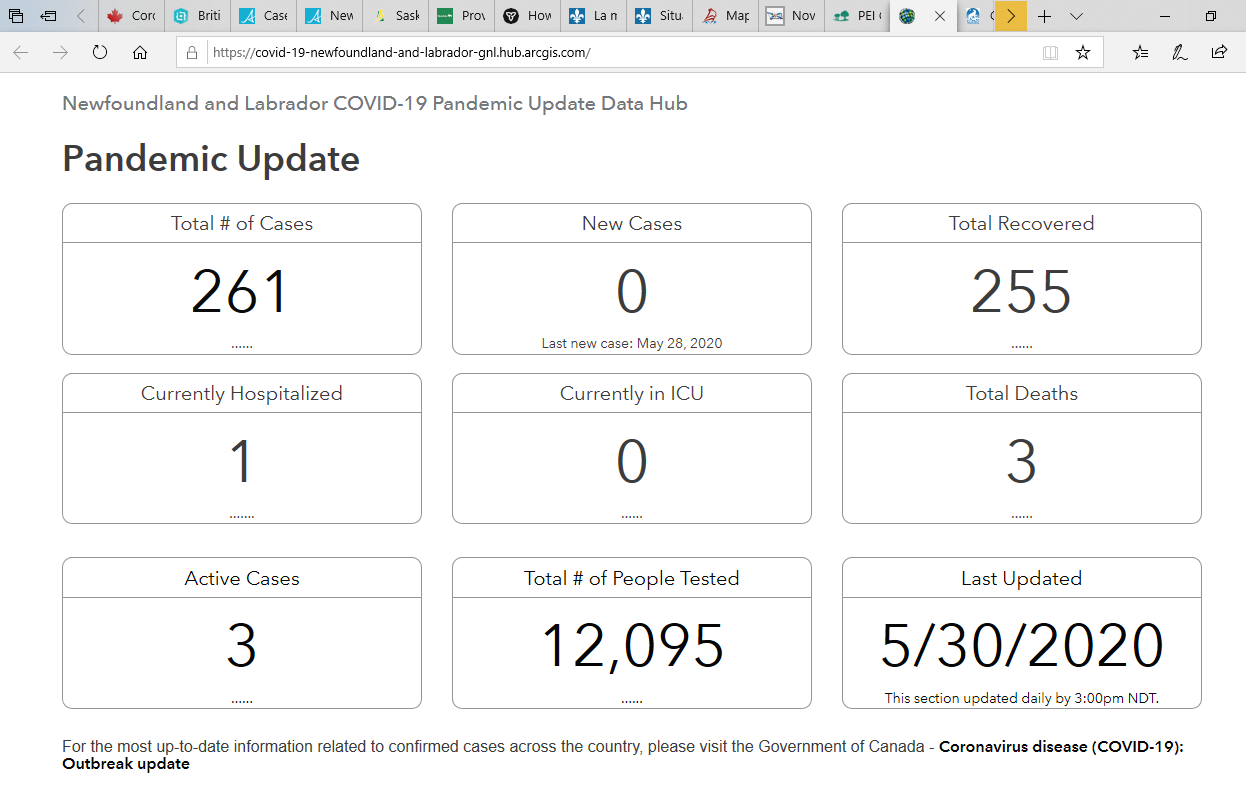 Corc
Briti
Case
New
Sask
Prov
How
La n
Situ
Map
Nov
PEI
https://covid-19-newfoundland-and-labrador-gnl.hub.arcgis.com/
Newfoundland and Labrador COVID-19 Pandemic Update Data Hub
Pandemic Update
Total # of Cases
New Cases
Total Recovered
261
0
255
......
Last new case: May 28, 2020
......
Currently Hospitalized
Currently in ICU
Total Deaths
1
0
3
.......
......
......
Active Cases
Total # of People Tested
Last Updated
3
12,095
5/30/2020
......
......
This section updated daily by 3:00pm NDT.
For the most up-to-date information related to confirmed cases across the country, please visit the Government of Canada - Coronavirus disease (COVID-19):
Outbreak update